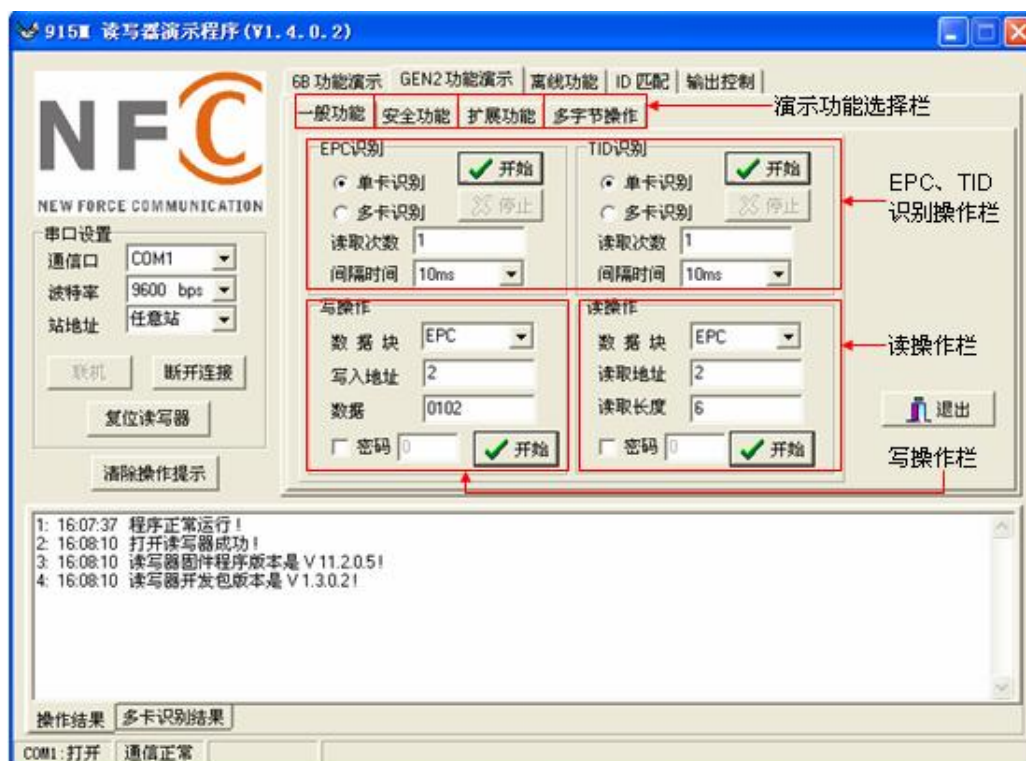 915M 读写器演示程序(V1.4.0.2)
NFC
NEW FORCE COMMUNICATION
6B 功能演示 GEN2 功能演示 离线功能 ID 匹配 输出控制
一般功能 安全功能 扩展功能 多字节操作
演示功能选择栏
EPC识别
单卡识别 开始
多卡识别 停止
读取次数 1
间隔时间 10ms
TID识别
单卡识别 开始
多卡识别 停止
读取次数 1
间隔时间 10ms
EPC、TID
识别操作栏
串口设置
通信口 COM1
波特率 9600 bps
站地址 任意站
联机 断开连接
复位读写器
清除操作提示
写操作
数 据 块 EPC
写入地址 2
数据 0102
密码 0 开始
读操作
数 据 块 EPC
读取地址 2
读取长度 6
密码 0 开始
读操作栏
退出
写操作栏
1: 16:07:37 程序正常运行!
2: 16:08:10 打开读写器成功!
3: 16:08:10 读写器固件程序版本是 V 11.2.0.5!
4: 16:08:10 读写器开发包版本是 V 1.3.0.2!
操作结果 多卡识别结果
COM1:打开 通信正常